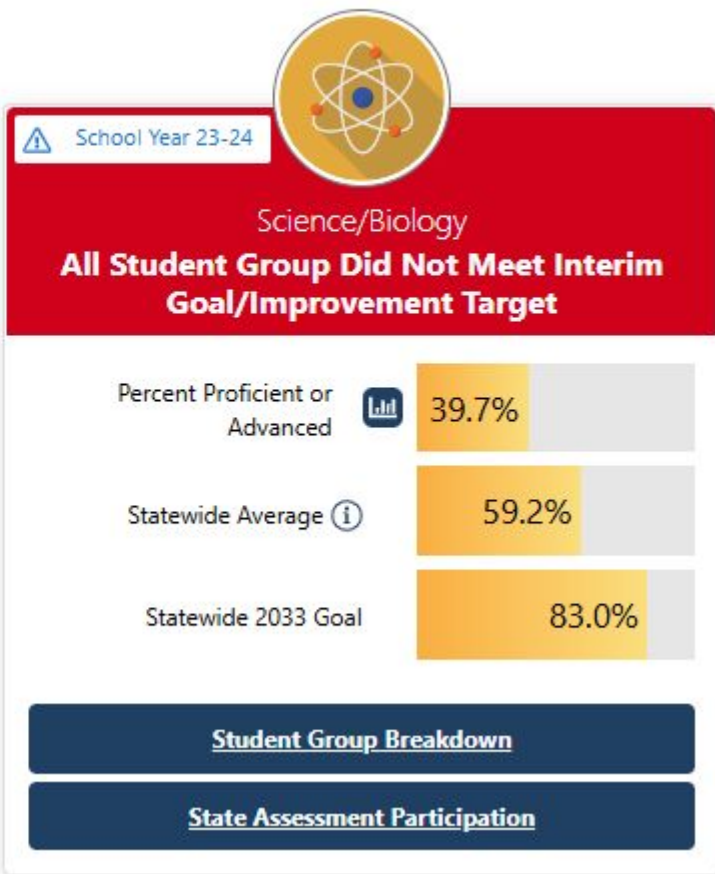 School Year 23-24
Science/Biology
All Student Group Did Not Meet Interim
Goal/Improvement Target
Percent Proficient or
Advanced
39.7%
Statewide Average
59.2%
Statewide 2033 Goal
83.0%
Student Group Breakdown
State Assessment Participation